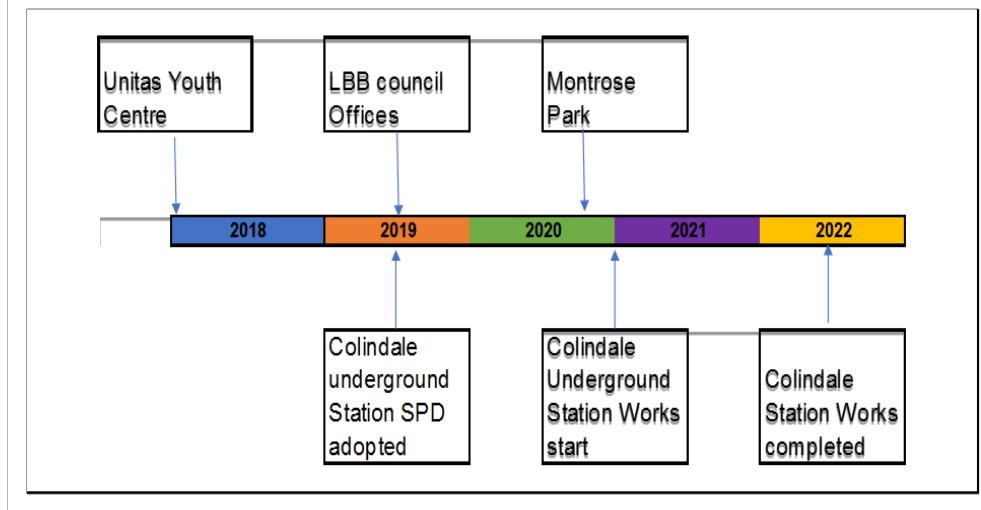 Unitas Youth
Centre
LBB council
Offices
Montrose
Park
2018 2019 2020 2021 2022
Colindale
underground
Station SPD
adopted
Colindale
Underground
Station Works
start
Colindale
Station Works
completed